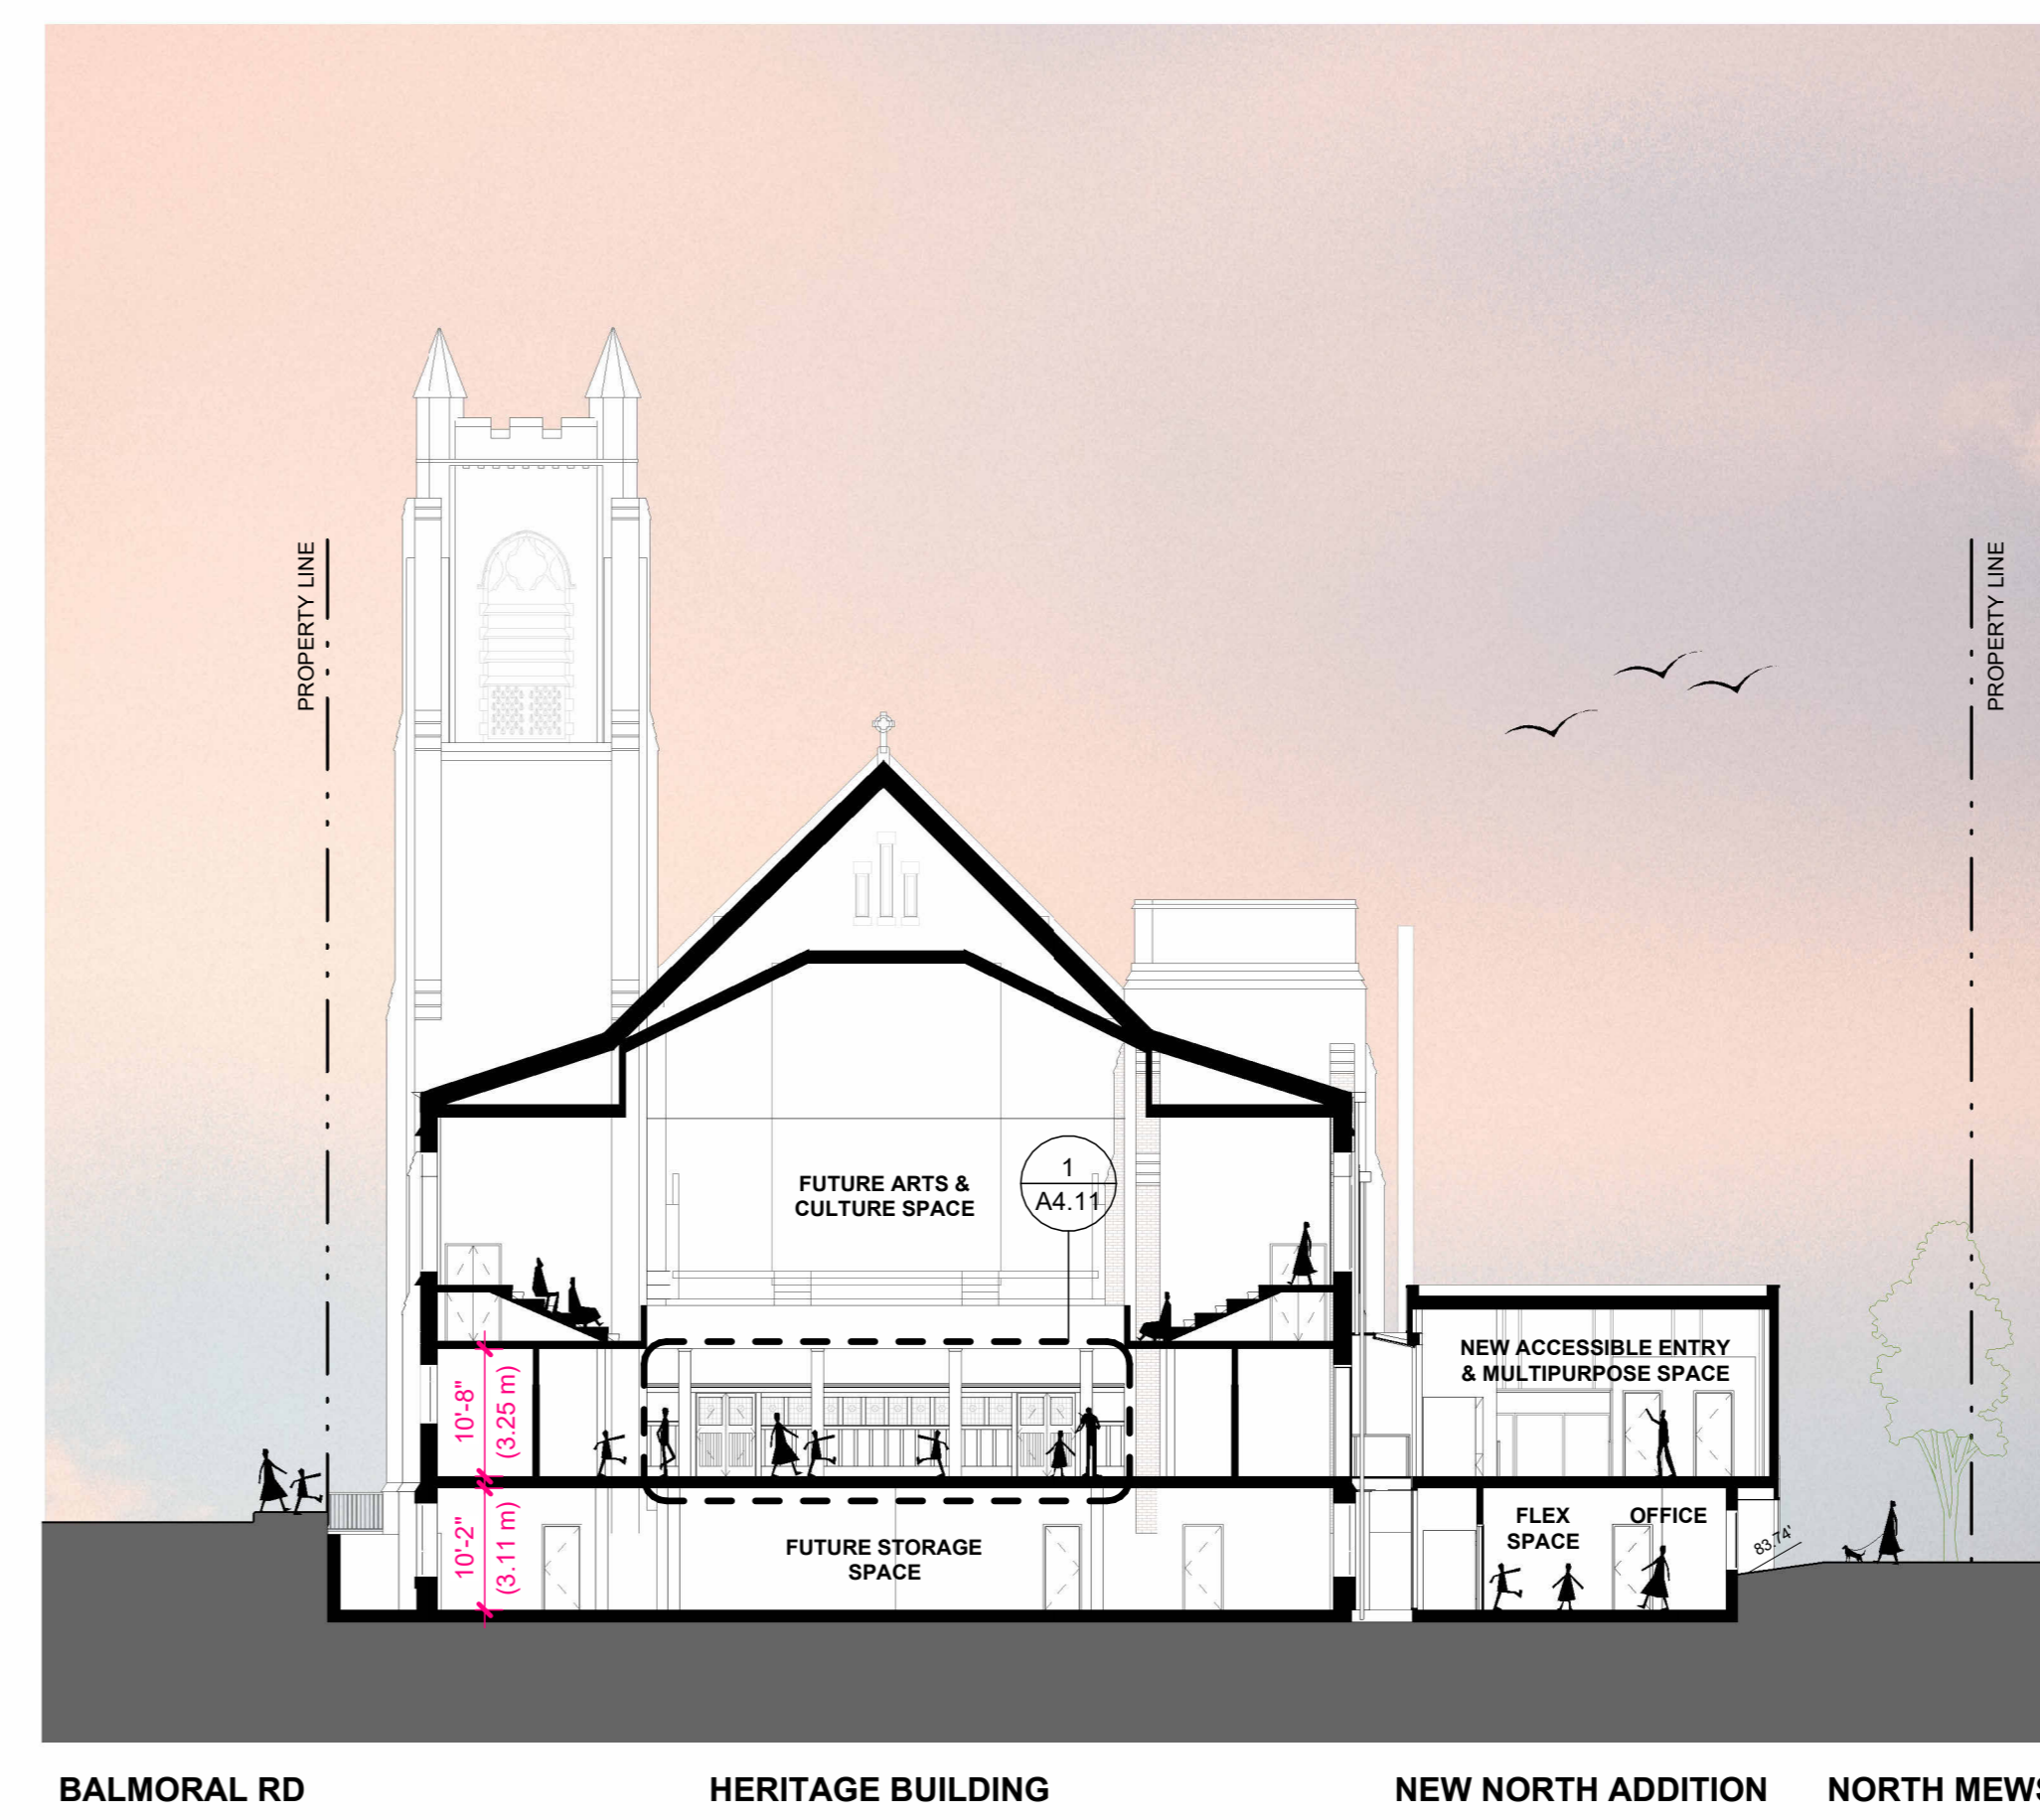 PROPERTY LINE
PROPERTY LINE
FUTURE ARTS &
CULTURE SPACE
1
A4.11
NEW ACCESSIBLE ENTRY
& MULTIPURPOSE SPACE
10'-8"
(3.25 m)
10'-2"
(3.11 m)
FUTURE STORAGE
SPACE
FLEX
SPACE
OFFICE
83.74'
BALMORAL RD
HERITAGE BUILDING
NEW NORTH ADDITION
NORTH MEWS